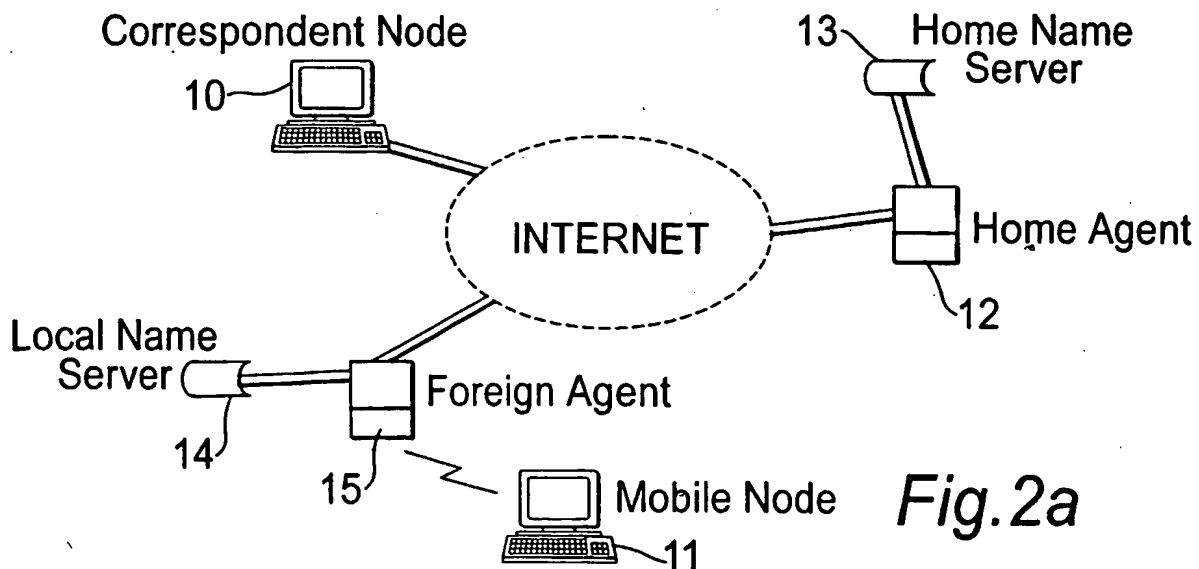 Correspondent Node
10
13
Home Name
Server
INTERNET
Home Agent
12
Local Name
Server
14
Foreign Agent
15
Mobile Node
11
Fig.2a